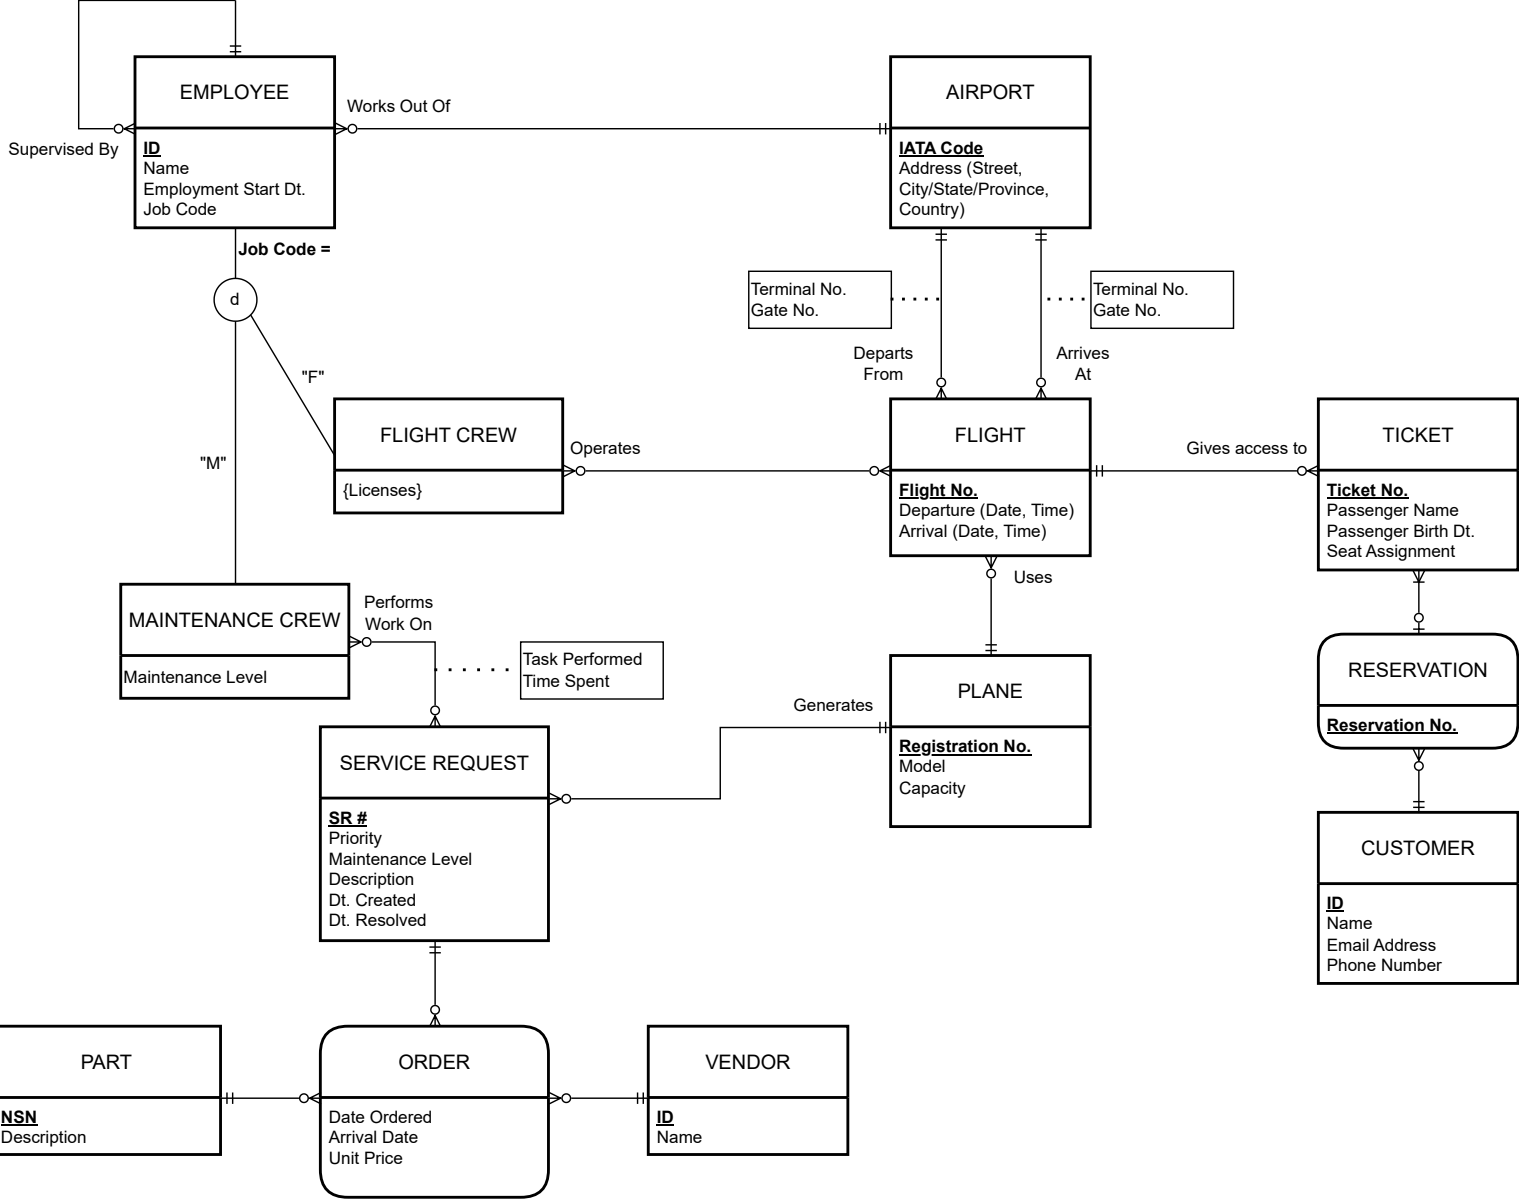 EMPLOYEE
Supervised By
ID
Name
Employment Start Dt.
Job Code
Works Out Of
AIRPORT
IATA Code
Address (Street,
City/State/Province,
Country)
Job Code =
d
"F"
"M"
Terminal No.
Gate No.
Terminal No.
Gate No.
Departs
From
Arrives
At
FLIGHT CREW
{Licenses}
Operates
FLIGHT
Flight No.
Departure (Date, Time)
Arrival (Date, Time)
Gives access to
TICKET
Ticket No.
Passenger Name
Passenger Birth Dt.
Seat Assignment
Uses
MAINTENANCE CREW
Maintenance Level
Performs
Work On
Task Performed
Time Spent
PLANE
Registration No.
Model
Capacity
Generates
RESERVATION
Reservation No.
SERVICE REQUEST
SR #
Priority
Maintenance Level
Description
Dt. Created
Dt. Resolved
CUSTOMER
ID
Name
Email Address
Phone Number
PART
NSN
Description
ORDER
Date Ordered
Arrival Date
Unit Price
VENDOR
ID
Name